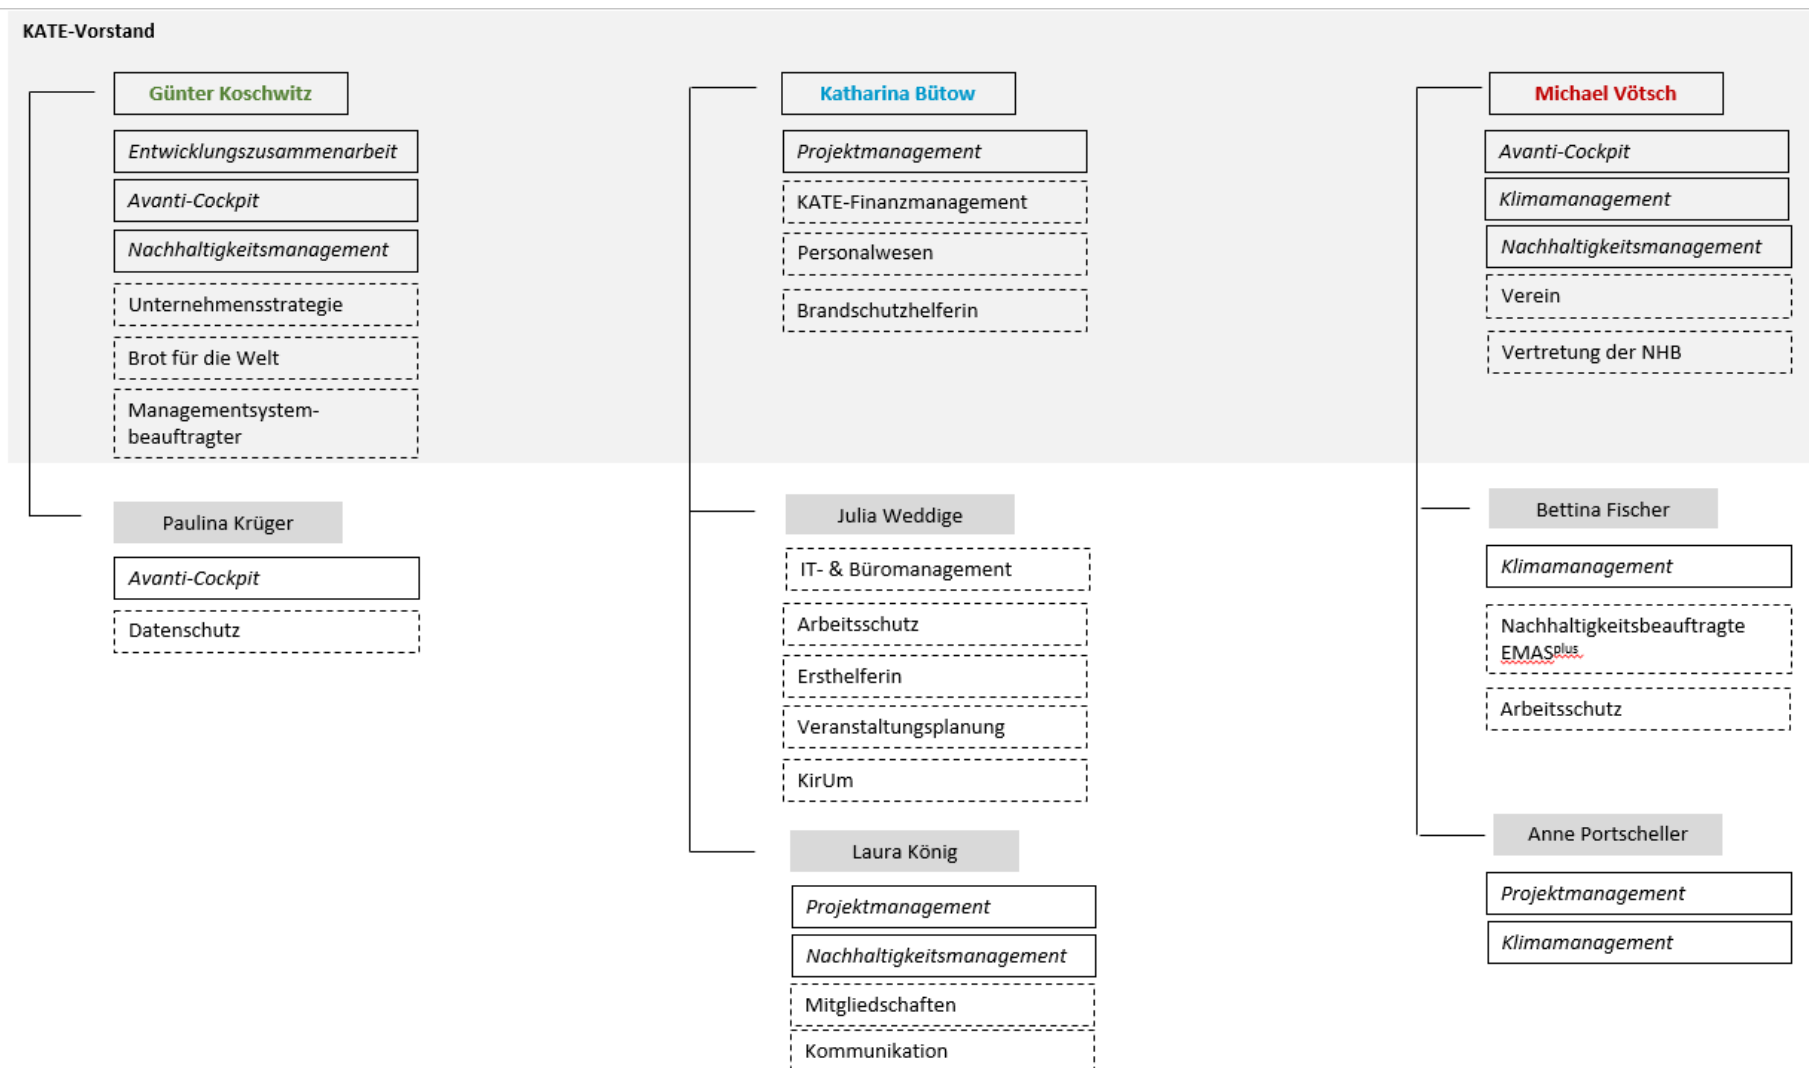 KATE-Vorstand
Günter Koschwitz
Entwicklungszusammenarbeit
Avanti-Cockpit
Nachhaltigkeitsmanagement
Unternehmensstrategie
Brot für die Welt
Managementsystem-
beauftragter
Paulina Krüger
Avanti-Cockpit
Datenschutz
Katharina Bütow
Projektmanagement
KATE-Finanzmanagement
Personalwesen
Brandschutzhelferin
Julia Weddige
IT- & Büromanagement
Arbeitsschutz
Ersthelferin
Veranstaltungsplanung
KirUm
Laura König
Projektmanagement
Nachhaltigkeitsmanagement
Mitgliedschaften
Kommunikation
Michael Vötsch
Avanti-Cockpit
Klimamanagement
Nachhaltigkeitsmanagement
Verein
Vertretung der NHB
Bettina Fischer
Klimamanagement
Nachhaltigkeitsbeauftragte
EMASplus
Arbeitsschutz
Anne Portscheller
Projektmanagement
Klimamanagement